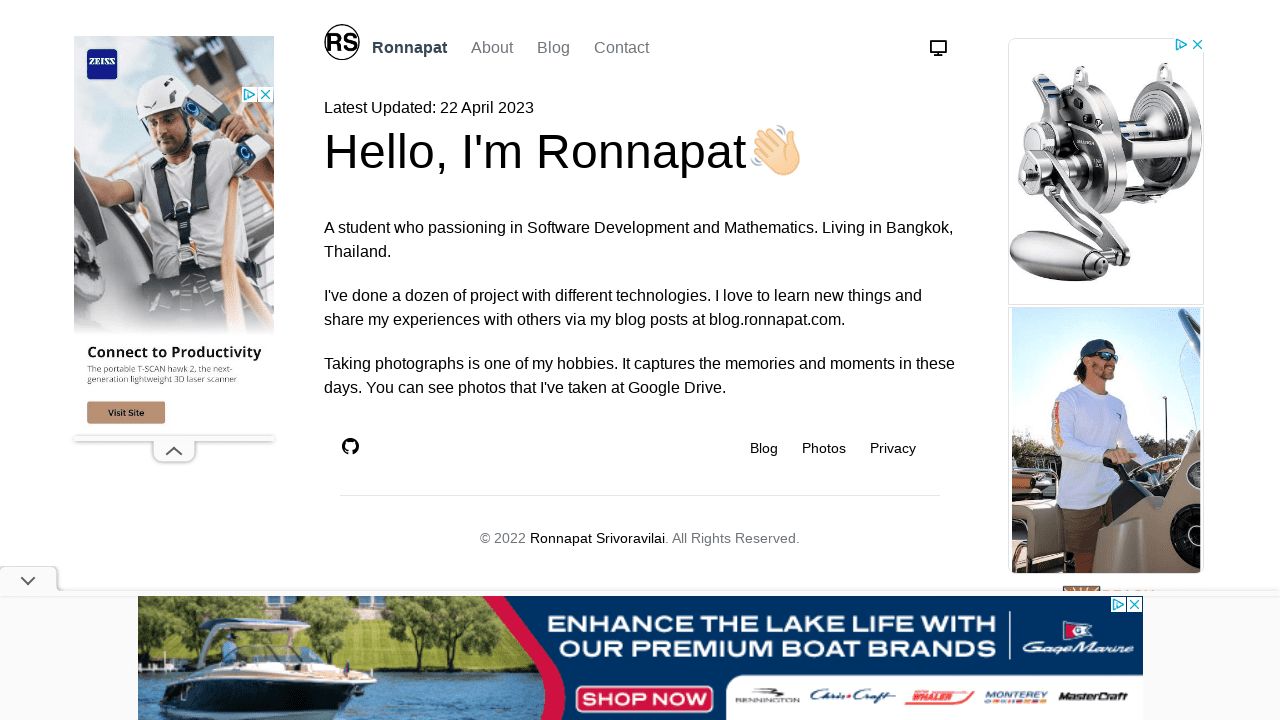 RS
Ronnapat About Blog Contact
Latest Updated: 22 April 2023
Hello, I'm Ronnapat👋🏼
A student who passioning in Software Development and Mathematics. Living in Bangkok,
Thailand.
I've done a dozen of project with different technologies. I love to learn new things and
share my experiences with others via my blog posts at blog.ronnapat.com.
Taking photographs is one of my hobbies. It captures the memories and moments in these
days. You can see photos that I've taken at Google Drive.
Blog Photos Privacy
© 2022 Ronnapat Srivoravilai. All Rights Reserved.
ZEISS
Connect to Productivity
The portable T-SCAN hawk 2, the next-
generation lightweight 3D laser scanner
Visit Site
ENHANCE THE LAKE LIFE WITH
OUR PREMIUM BOAT BRANDS
GageMarine
SHOP NOW
BENNINGTON Chris-Craft BOSTON WHALER MONTEREY MasterCraft